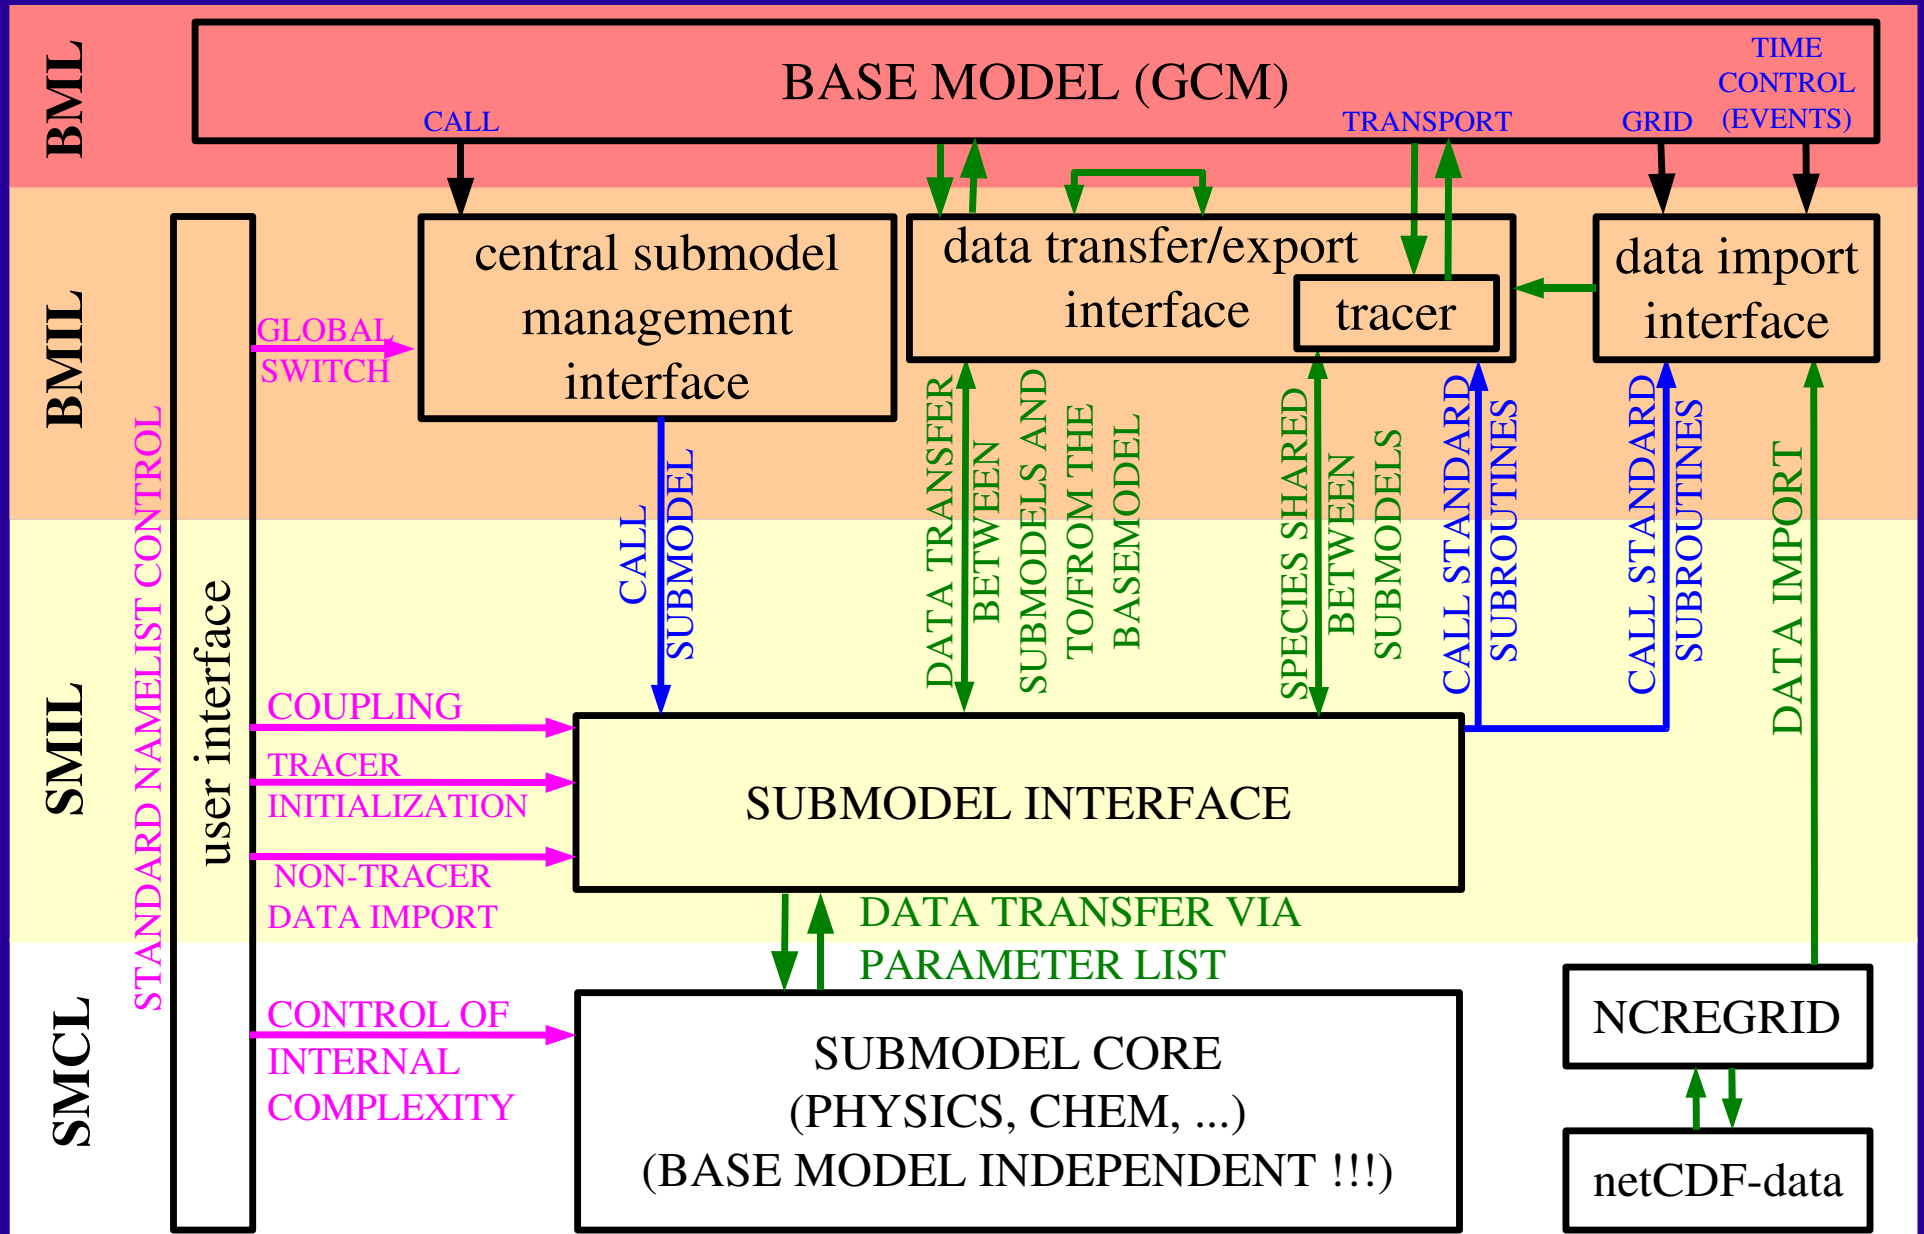 BML
BASE MODEL (GCM)
TIME
CONTROL
(EVENTS)
CALL
TRANSPORT
GRID
BMIL
central submodel
management
interface
data transfer/export
interface
tracer
data import
interface
GLOBAL
SWITCH
STANDARD NAMELIST CONTROL
user interface
CALL
SUBMODEL
DATA TRANSFER
BETWEEN
SUBMODELS AND
TO/FROM THE
BASEMODEL
SPECIES SHARED
BETWEEN
SUBMODELS
CALL STANDARD
SUBROUTINES
CALL STANDARD
SUBROUTINES
DATA IMPORT
SMIL
COUPLING
TRACER
INITIALIZATION
NON-TRACER
DATA IMPORT
SUBMODEL INTERFACE
DATA TRANSFER VIA
PARAMETER LIST
SMCL
CONTROL OF
INTERNAL
COMPLEXITY
SUBMODEL CORE
(PHYSICS, CHEM, ...)
(BASE MODEL INDEPENDENT !!!)
NCREGRID
netCDF-data